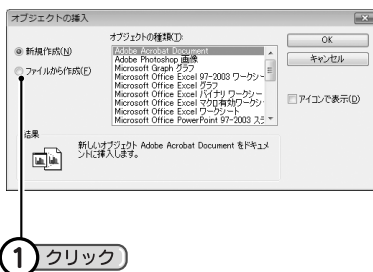 オブジェクトの挿入
オブジェクトの種類(T):
新規作成(N)
ファイルから作成(F)
Adobe Acrobat Document
Adobe Photoshop 画像
Microsoft Graph グラフ
Microsoft Office Excel 97-2003 ワークシー
Microsoft Office Excel グラフ
Microsoft Office Excel バイナリ ワークシー
Microsoft Office Excel マクロ有効ワークシ
Microsoft Office Excel ワークシート
Microsoft Office PowerPoint 97-2003 スラ
OK
キャンセル
アイコンで表示(D)
結果
新しいオブジェクト Adobe Acrobat Document をドキュメ
ントに挿入します。
1 クリック